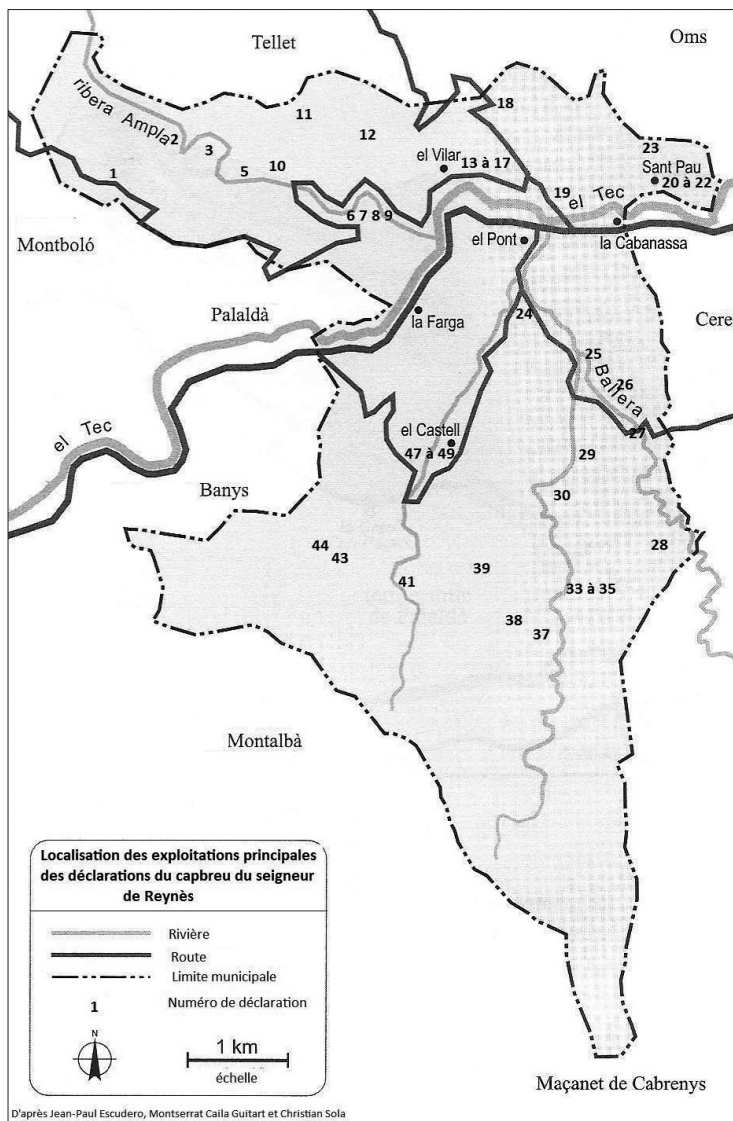 Tellet
Oms
ribera Ampla
11
18
2
12
3
23
el Vilar
13 à 17
Sant Pau
1
5
10
19
20 à 22
el Tec
6 7 8 9
el Pont
la Cabanassa
Montboló
Palaldà
la Farga
24
Cere
25
Ballera
26
el Tec
27
el Castell
47 à 49
29
Banys
30
44
43
28
39
41
33 à 35
38
37
Montalbà
Localisation des exploitations principales
des déclarations du capbreu du seigneur
de Reynès
Rivière
Route
Limite municipale
1
Numéro de déclaration
N
1 km
échelle
Maçanet de Cabrenys
D'après Jean-Paul Escudero, Montserrat Caila Guitart et Christian Sola